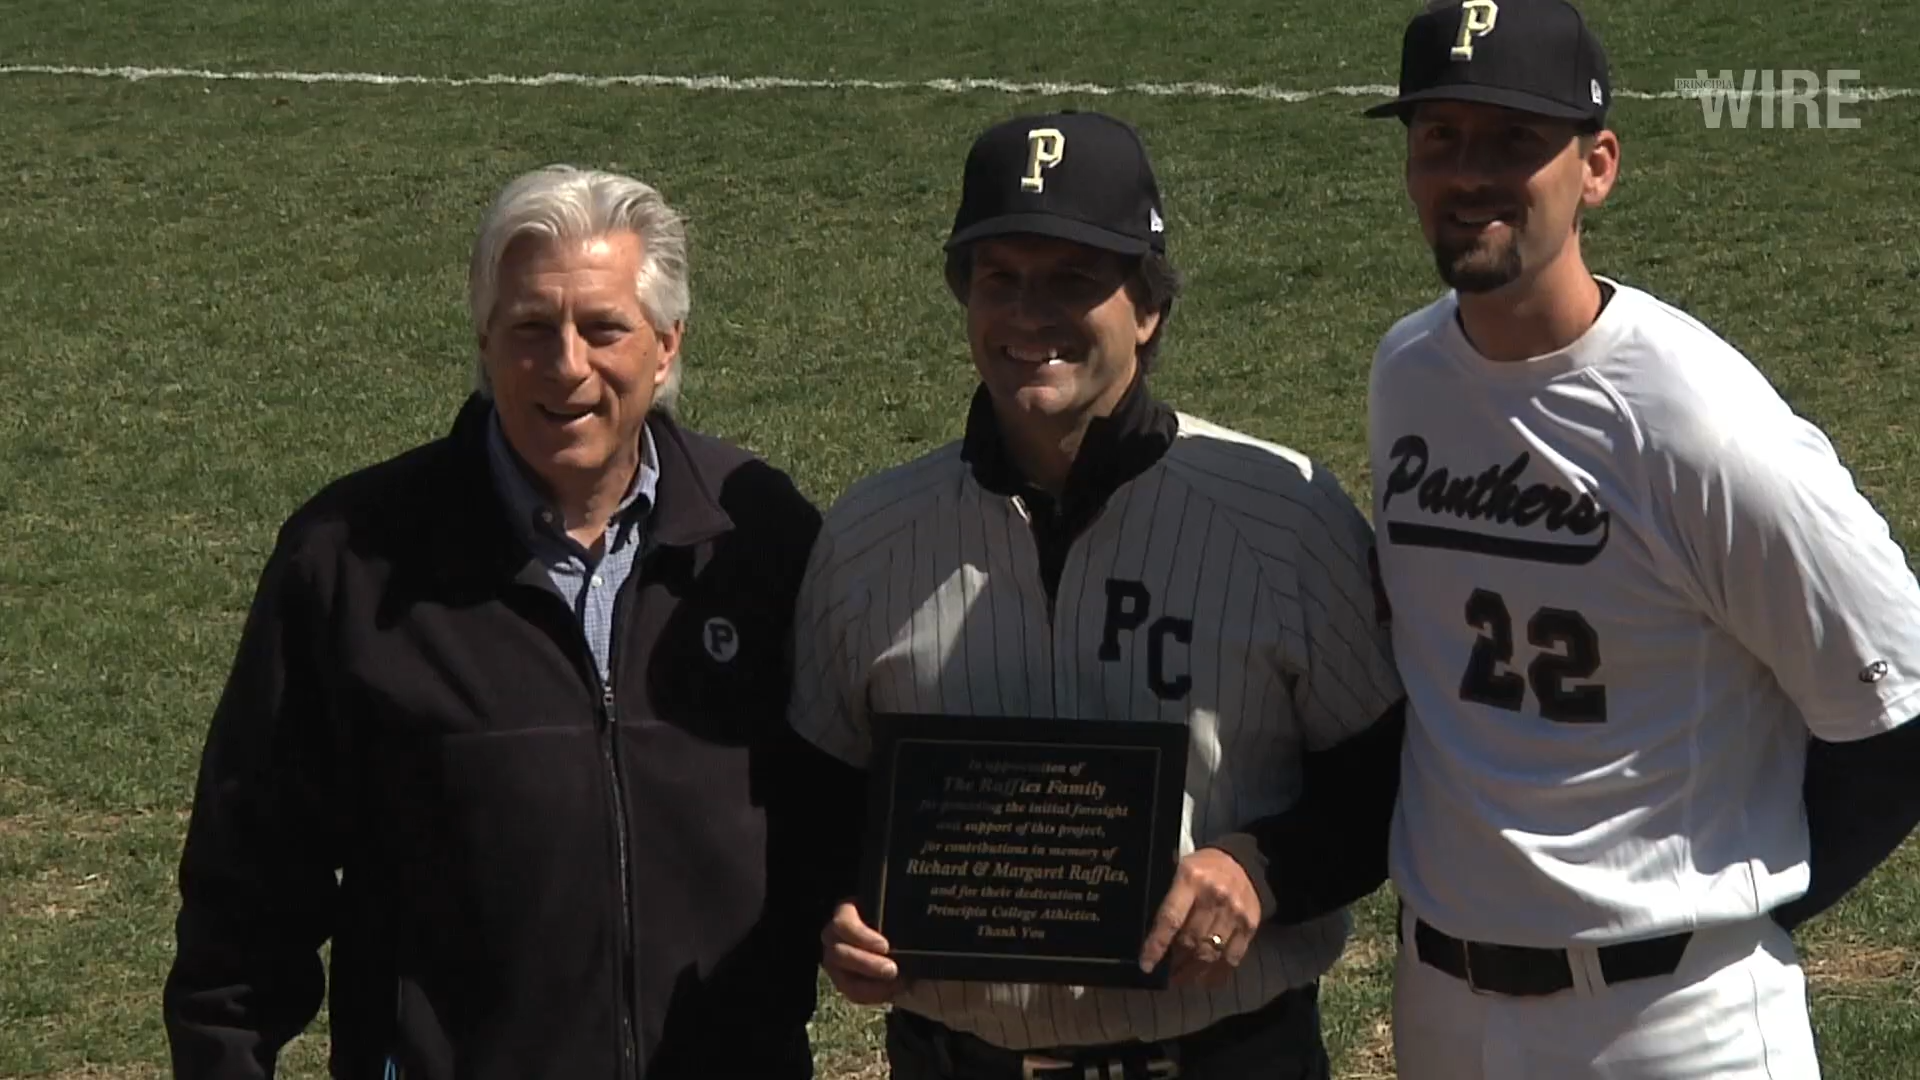 PRINCIPIA
WIRE
P
P
P
Panthers
22
P
C
In appreciation of
The Raffles Family
for providing the initial foresight
and support of this project,
for contributions in memory of
Richard & Margaret Raffles,
and for their dedication to
Principia College Athletics.
Thank You